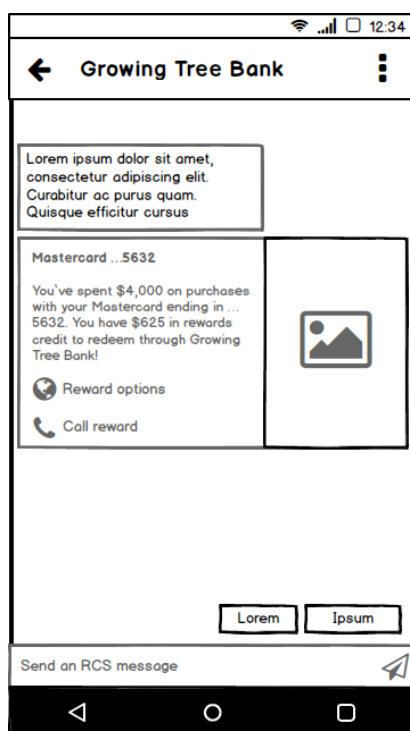 12:34
Growing Tree Bank
Lorem ipsum dolor sit amet,
consectetur adipiscing elit.
Curabitur ac purus quam.
Quisque efficitur cursus
Mastercard ...5632
You've spent $4,000 on purchases
with your Mastercard ending in ...
5632. You have $625 in rewards
credit to redeem through Growing
Tree Bank!
Reward options
Call reward
Lorem
Ipsum
Send an RCS message